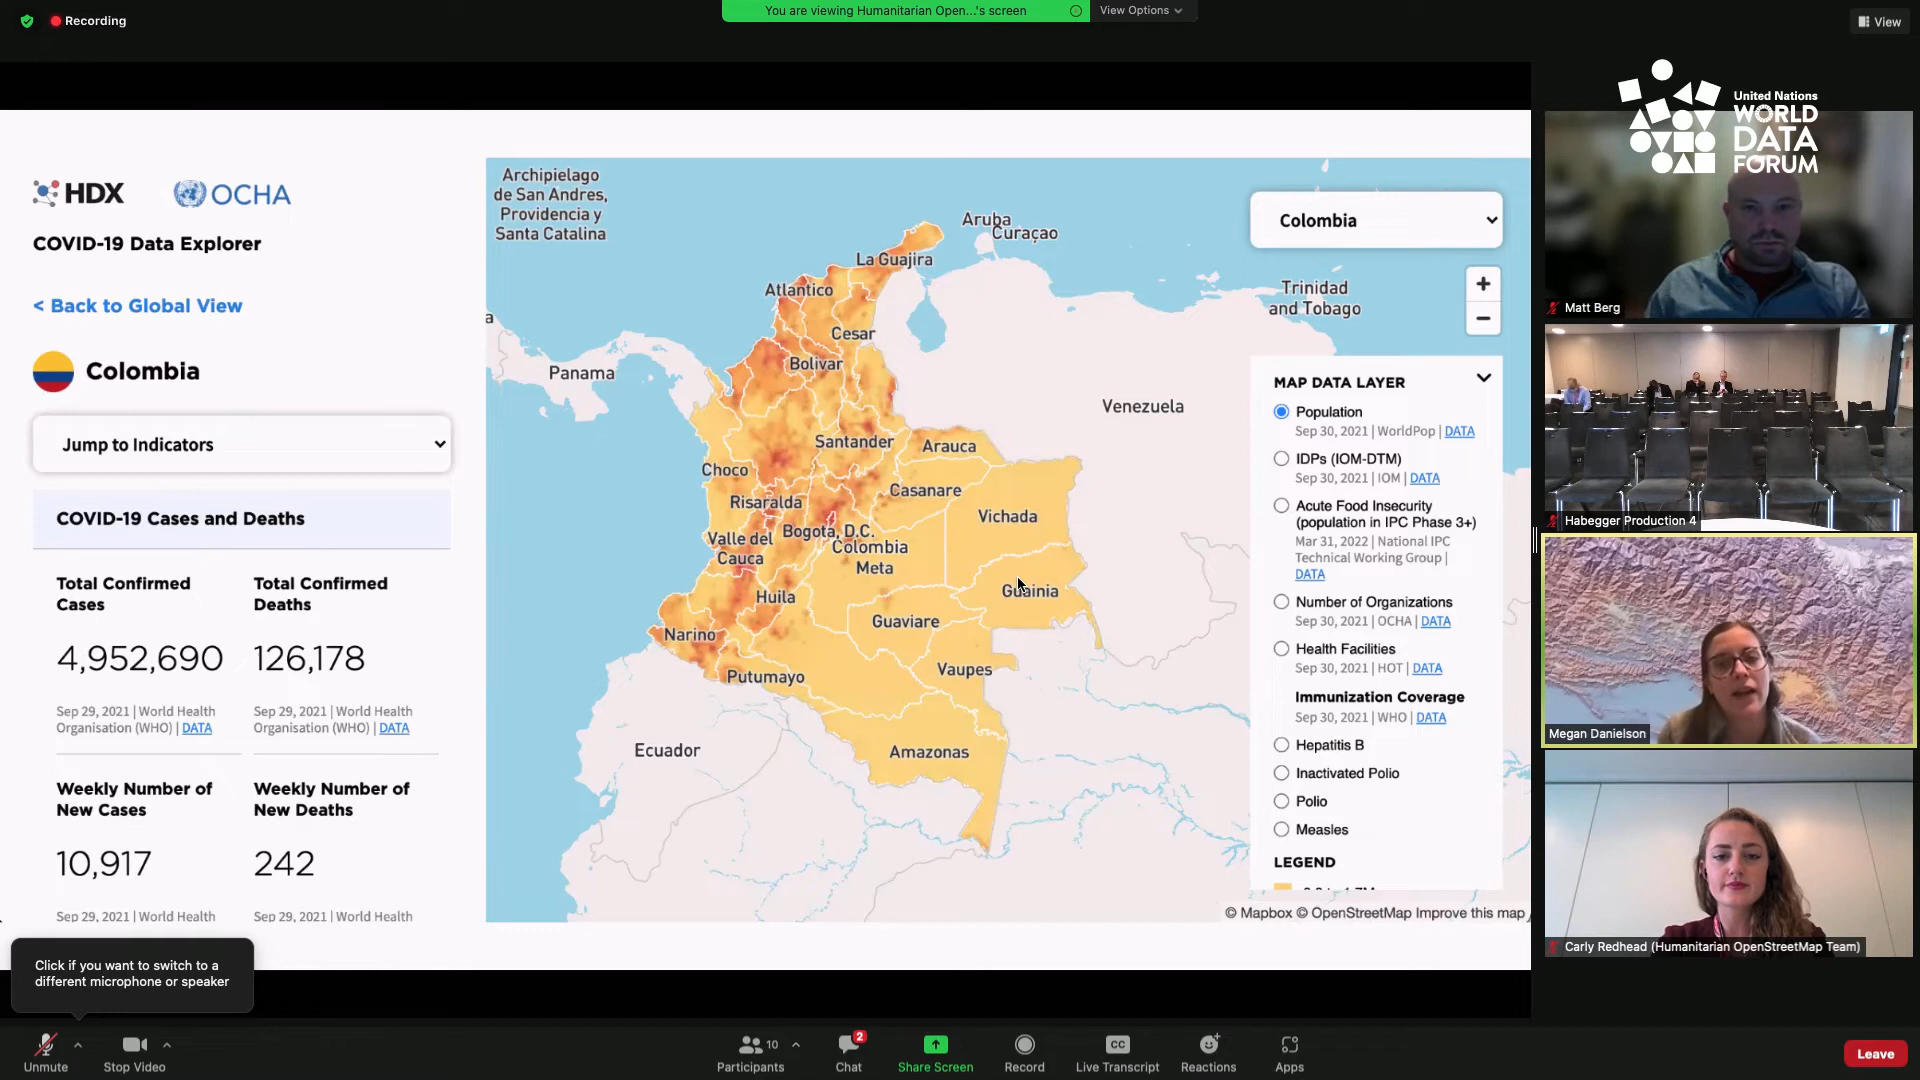 Recording
You are viewing Humanitarian Open...'s screen
View Options
View
United Nations
WORLD
DATA
FORUM
HDX
OCHA
COVID-19 Data Explorer
< Back to Global View
Colombia
Jump to Indicators
COVID-19 Cases and Deaths
Total Confirmed
Cases
4,952,690
Sep 29, 2021 | World Health
Organisation (WHO) | DATA
Total Confirmed
Deaths
126,178
Sep 29, 2021 | World Health
Organisation (WHO) | DATA
Weekly Number of
New Cases
10,917
Sep 29, 2021 | World Health
Weekly Number of
New Deaths
242
Sep 29, 2021 | World Health
Archipielago
de San Andres,
Providencia y
Santa Catalina
Aruba
Curaçao
La Guajira
Atlantico
Trinidad
and Tobago
Cesar
a
Bolivar
Panama
Venezuela
Santander
Arauca
Choco
Casanare
Risaralda
Vichada
Bogota, D.C.
Valle del
Cauca
Colombia
Meta
Guainia
Huila
Guaviare
Narino
Vaupes
Putumayo
Ecuador
Amazonas
Colombia
+
−
MAP DATA LAYER
Population
Sep 30, 2021 | WorldPop | DATA
IDPs (IOM-DTM)
Sep 30, 2021 | IOM | DATA
Acute Food Insecurity
(population in IPC Phase 3+)
Mar 31, 2022 | National IPC
Technical Working Group |
DATA
Number of Organizations
Sep 30, 2021 | OCHA | DATA
Health Facilities
Sep 30, 2021 | HOT | DATA
Immunization Coverage
Sep 30, 2021 | WHO | DATA
Hepatitis B
Inactivated Polio
Polio
Measles
LEGEND
© Mapbox © OpenStreetMap Improve this map
Matt Berg
Habegger Production 4
Megan Danielson
Carly Redhead (Humanitarian OpenStreetMap Team)
Click if you want to switch to a
different microphone or speaker
Unmute
Stop Video
10
Participants
2
Chat
Share Screen
Record
CC
Live Transcript
Reactions
Apps
Leave